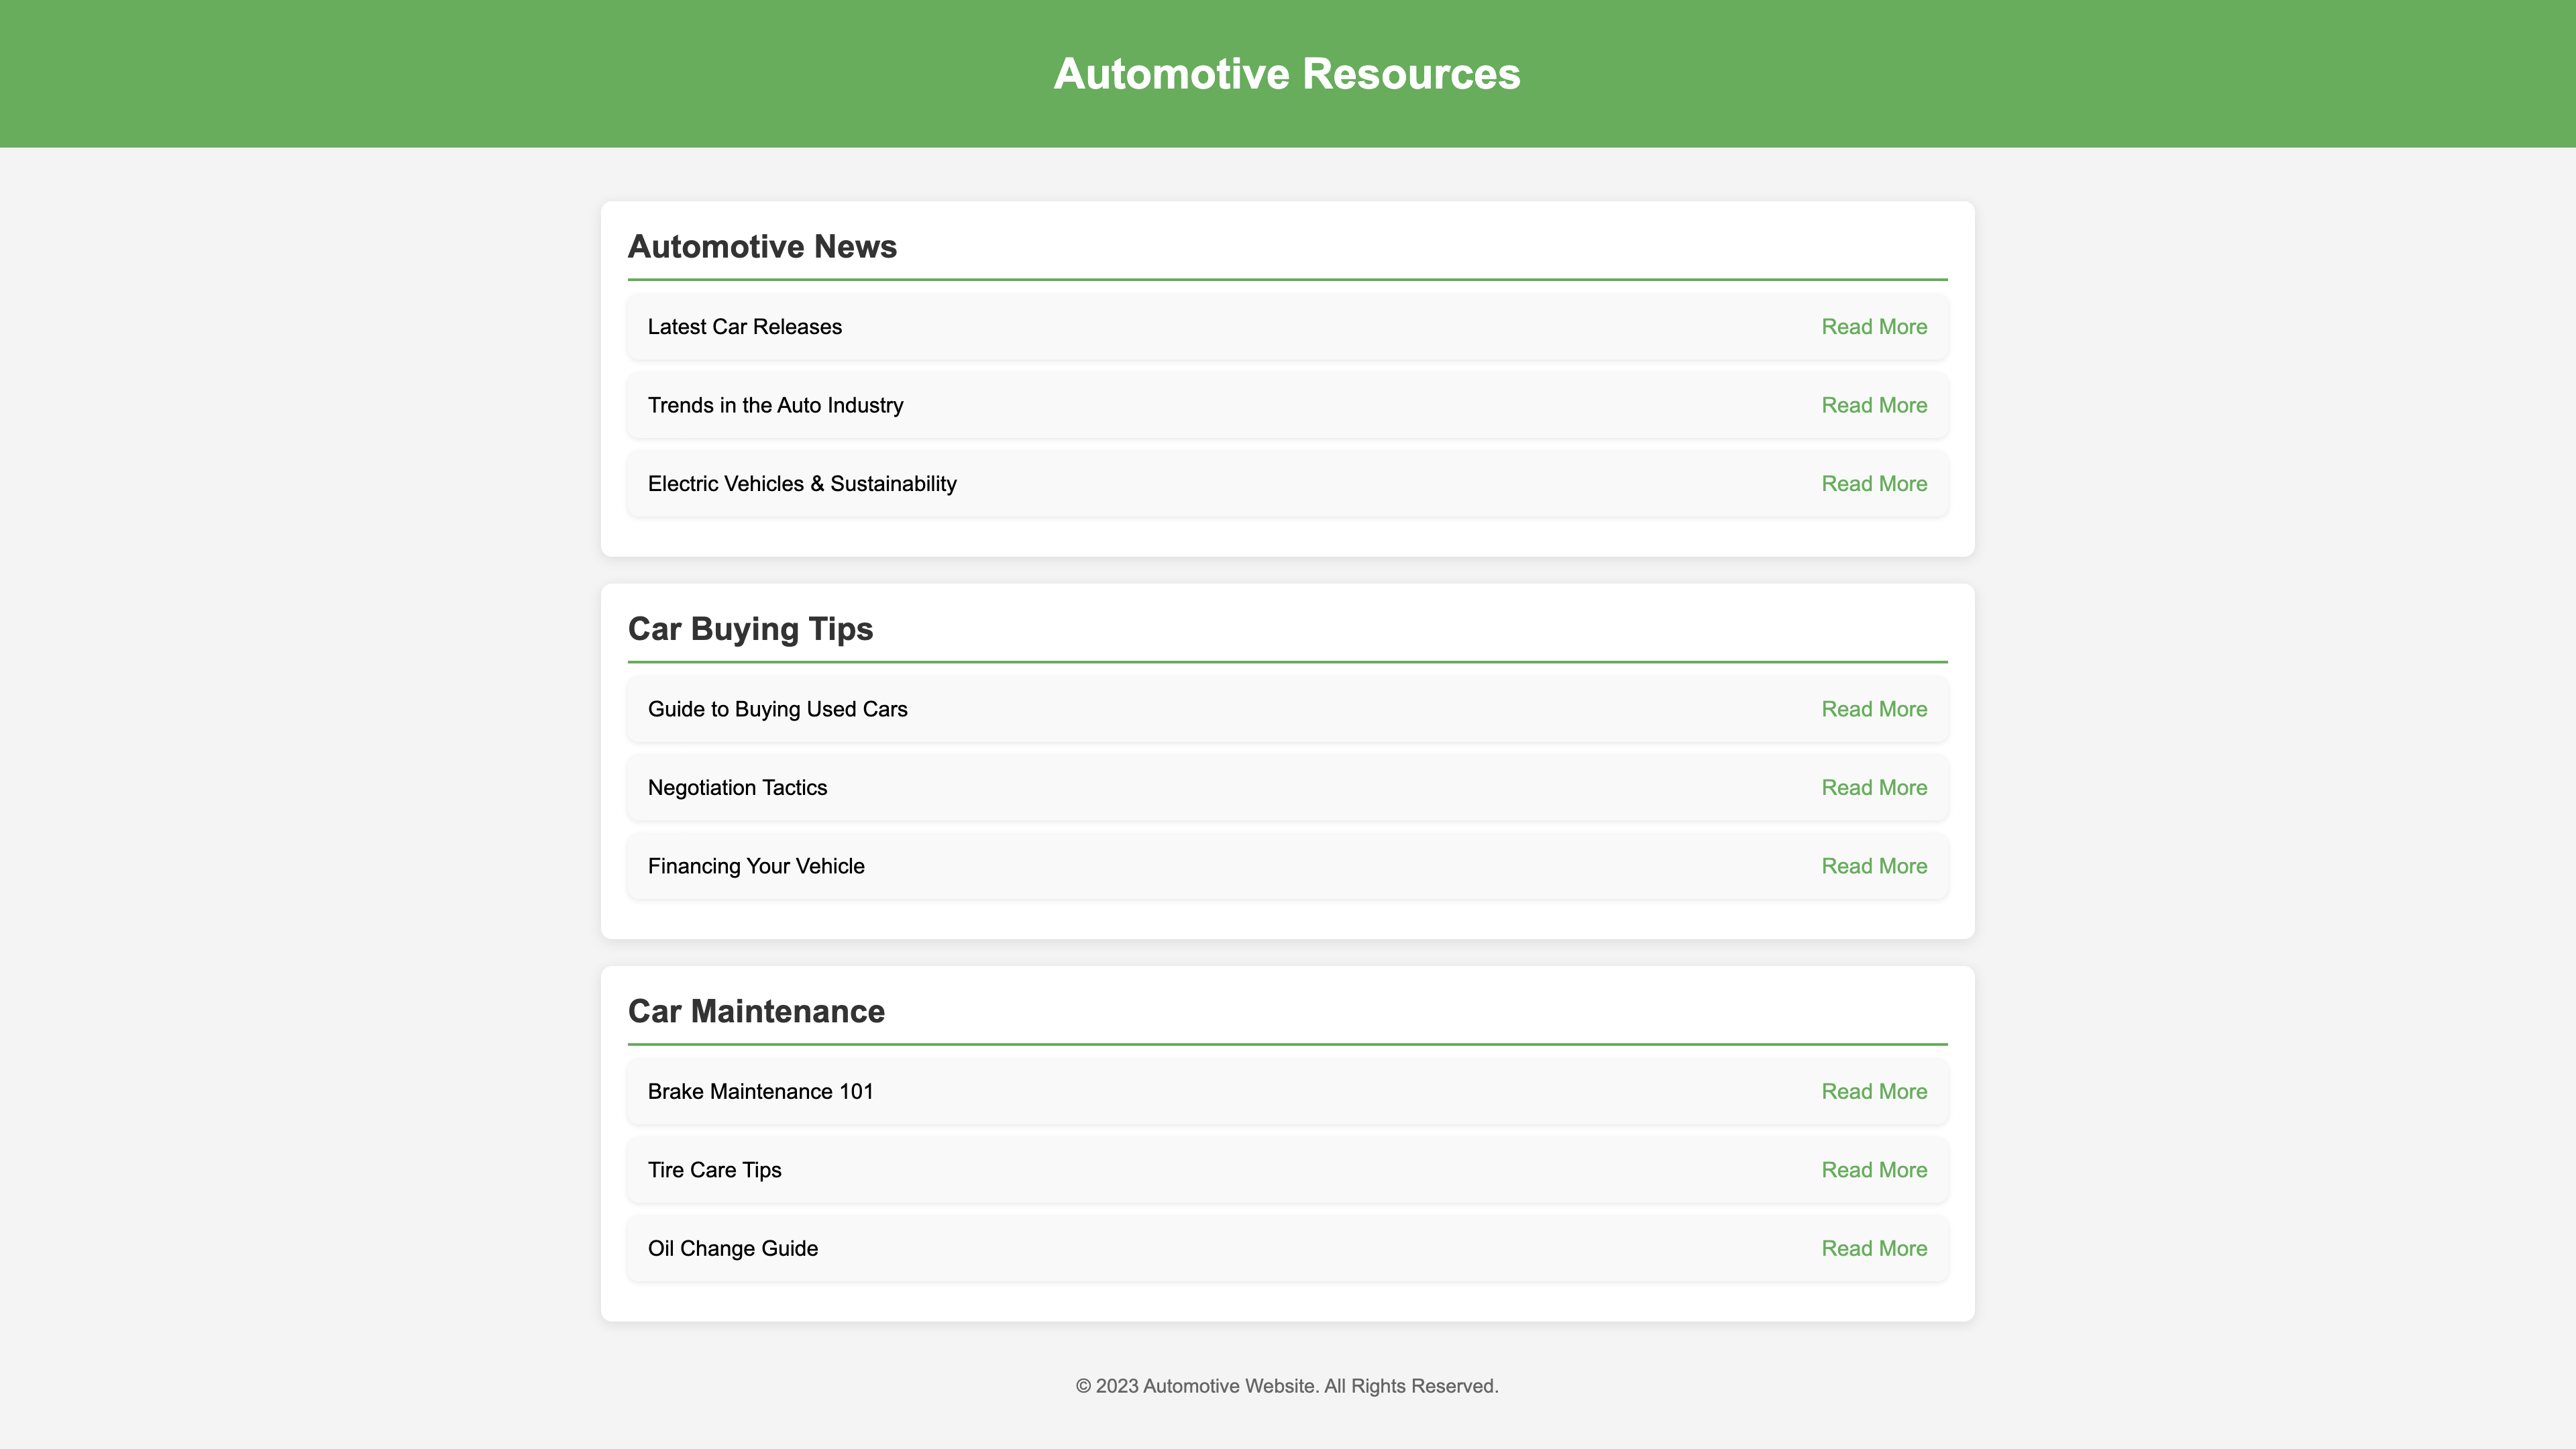 Automotive Resources
Automotive News
Latest Car Releases Read More
Trends in the Auto Industry Read More
Electric Vehicles & Sustainability Read More
Car Buying Tips
Guide to Buying Used Cars Read More
Negotiation Tactics Read More
Financing Your Vehicle Read More
Car Maintenance
Brake Maintenance 101 Read More
Tire Care Tips Read More
Oil Change Guide Read More
© 2023 Automotive Website. All Rights Reserved.